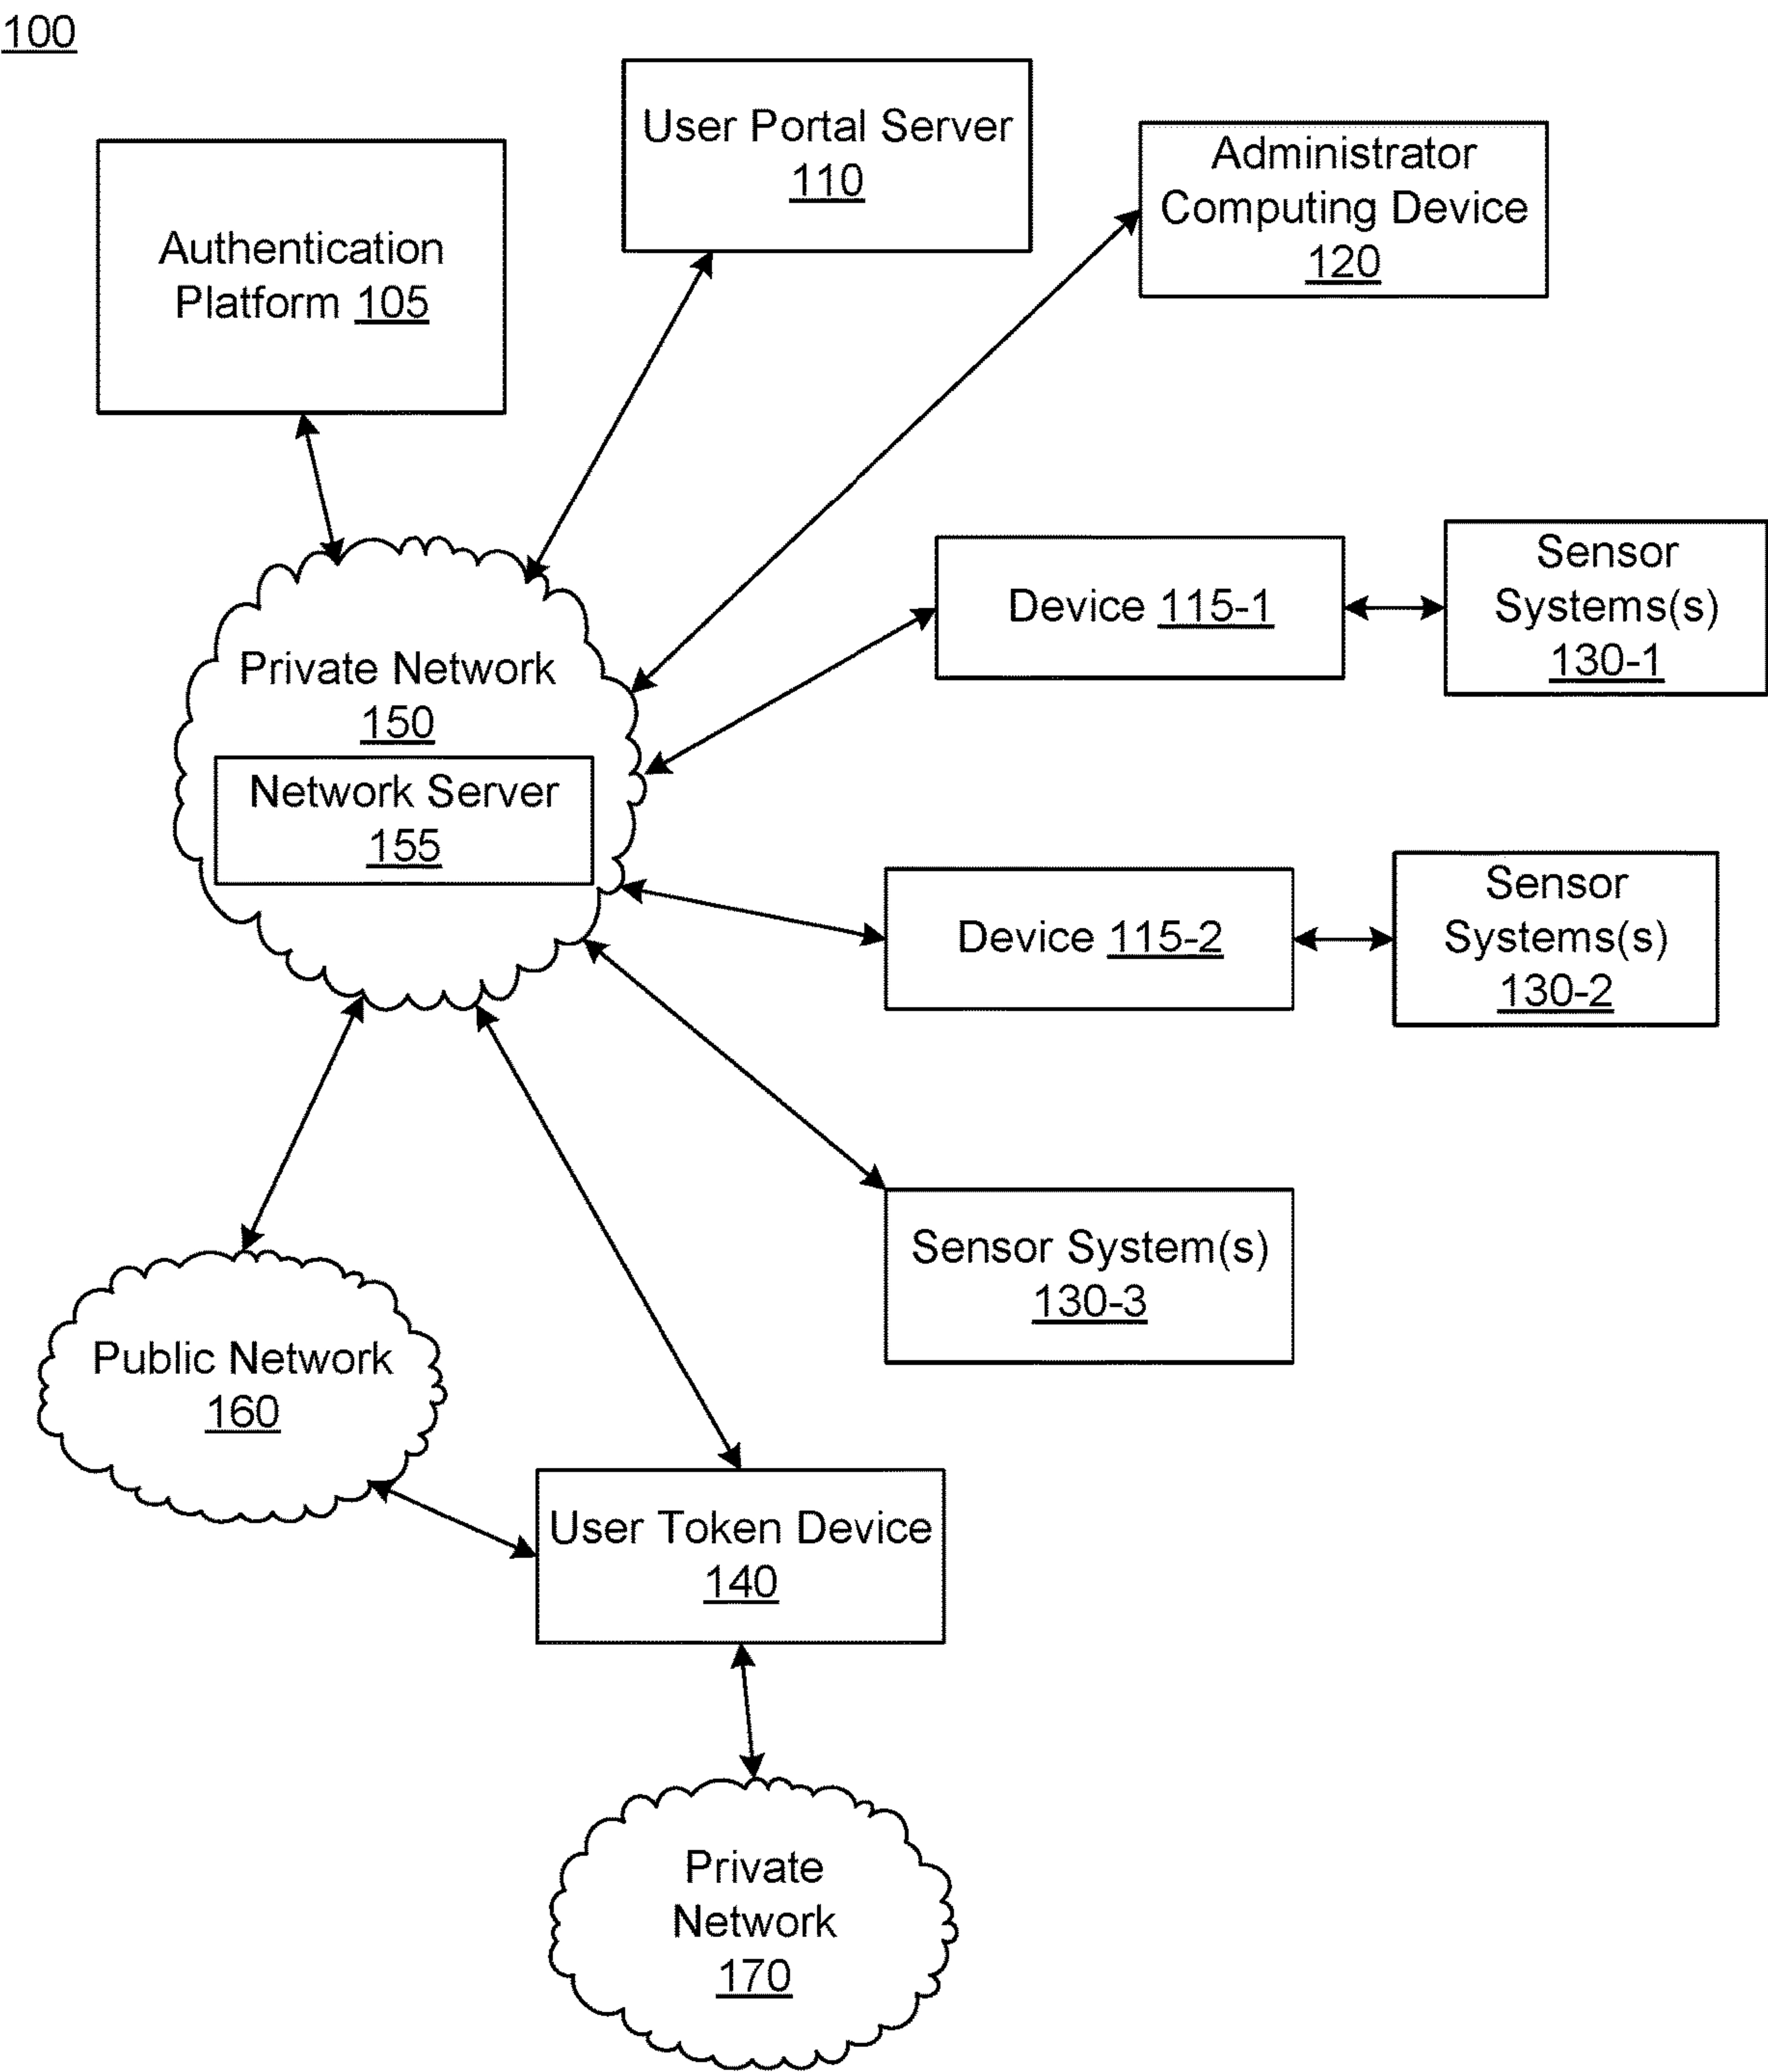 100
User Portal Server
110
Administrator
Computing Device
120
Authentication
Platform 105
Device 115-1
Sensor
Systems(s)
130-1
Private Network
150
Network Server
155
Device 115-2
Sensor
Systems(s)
130-2
Sensor System(s)
130-3
Public Network
160
User Token Device
140
Private
Network
170